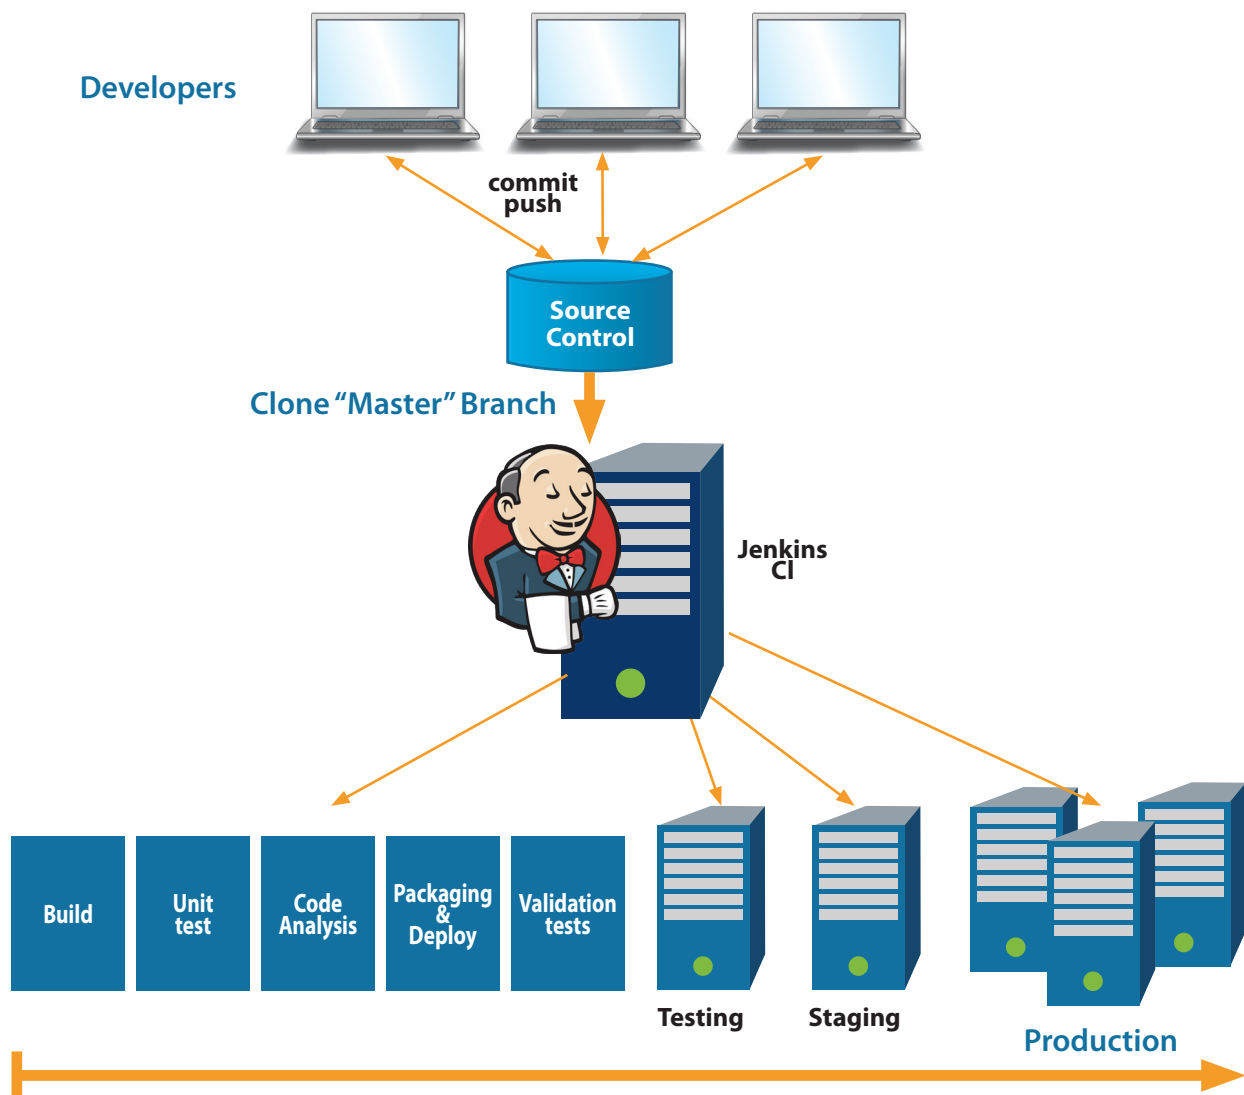 Developers
commit
push
Source
Control
Clone “Master” Branch
Jenkins
CI
Build
Unit
test
Code
Analysis
Packaging
&
Deploy
Validation
tests
Testing
Staging
Production